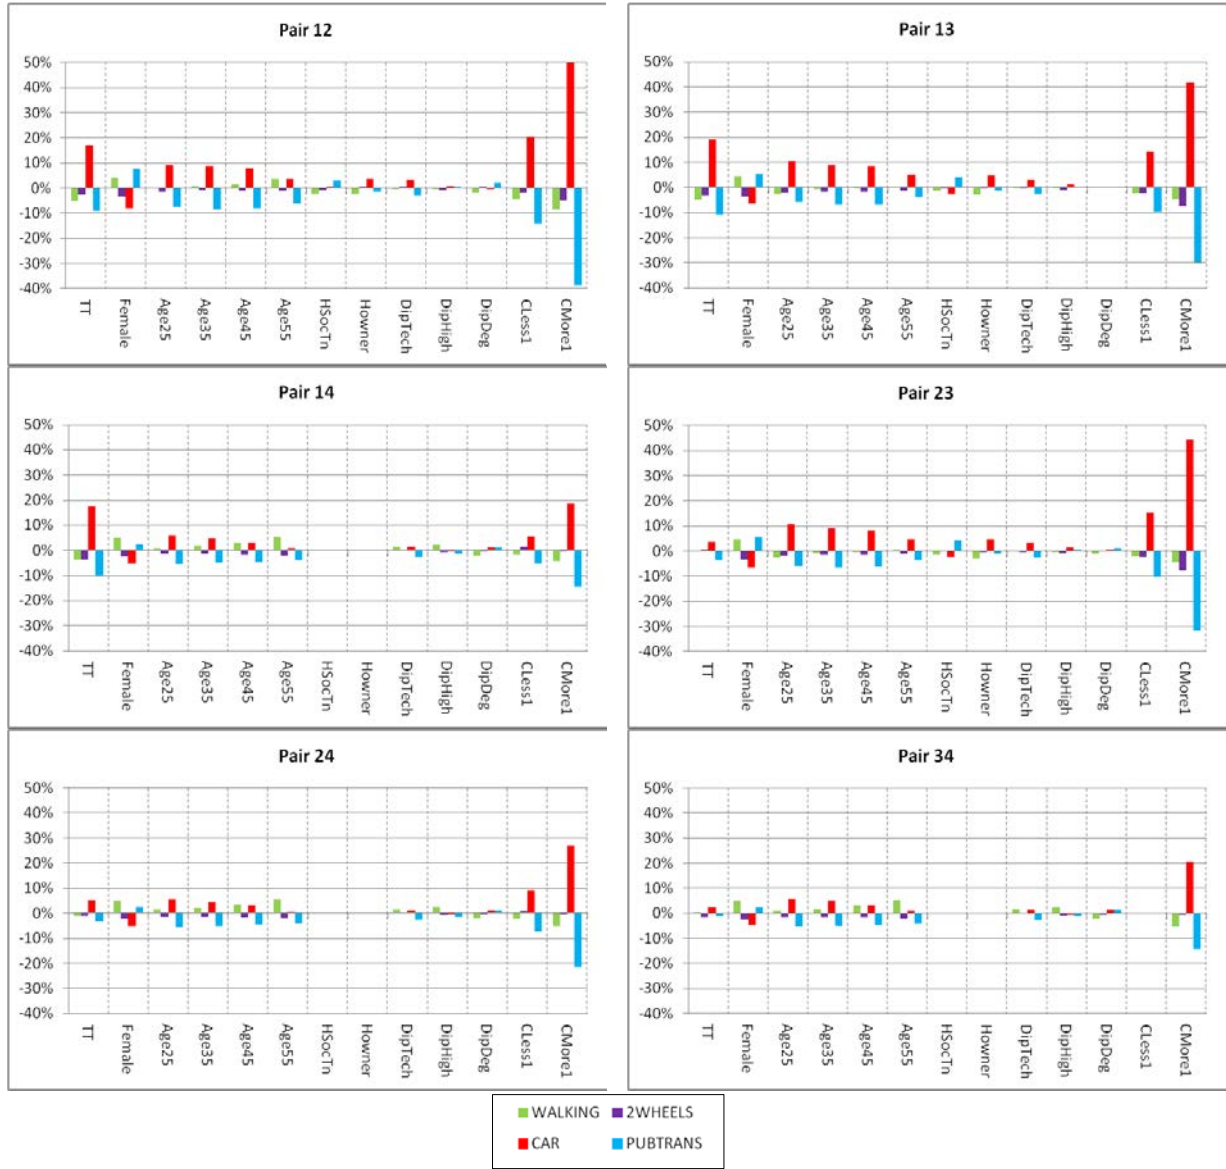 Pair 12
50%
40%
30%
20%
10%
0%
-10%
-20%
-30%
-40%
TT
Female
Age25
Age35
Age45
Age55
HSocTn
Howner
DipTech
DipHigh
DipDeg
CLess1
CMore1
Pair 13
50%
40%
30%
20%
10%
0%
-10%
-20%
-30%
-40%
TT
Female
Age25
Age35
Age45
Age55
HSocTn
Howner
DipTech
DipHigh
DipDeg
CLess1
CMore1
Pair 14
50%
40%
30%
20%
10%
0%
-10%
-20%
-30%
-40%
TT
Female
Age25
Age35
Age45
Age55
HSocTn
Howner
DipTech
DipHigh
DipDeg
CLess1
CMore1
Pair 23
50%
40%
30%
20%
10%
0%
-10%
-20%
-30%
-40%
TT
Female
Age25
Age35
Age45
Age55
HSocTn
Howner
DipTech
DipHigh
DipDeg
CLess1
CMore1
Pair 24
50%
40%
30%
20%
10%
0%
-10%
-20%
-30%
-40%
TT
Female
Age25
Age35
Age45
Age55
HSocTn
Howner
DipTech
DipHigh
DipDeg
CLess1
CMore1
Pair 34
50%
40%
30%
20%
10%
0%
-10%
-20%
-30%
-40%
TT
Female
Age25
Age35
Age45
Age55
HSocTn
Howner
DipTech
DipHigh
DipDeg
CLess1
CMore1
WALKING 2WHEELS
CAR PUBTRANS